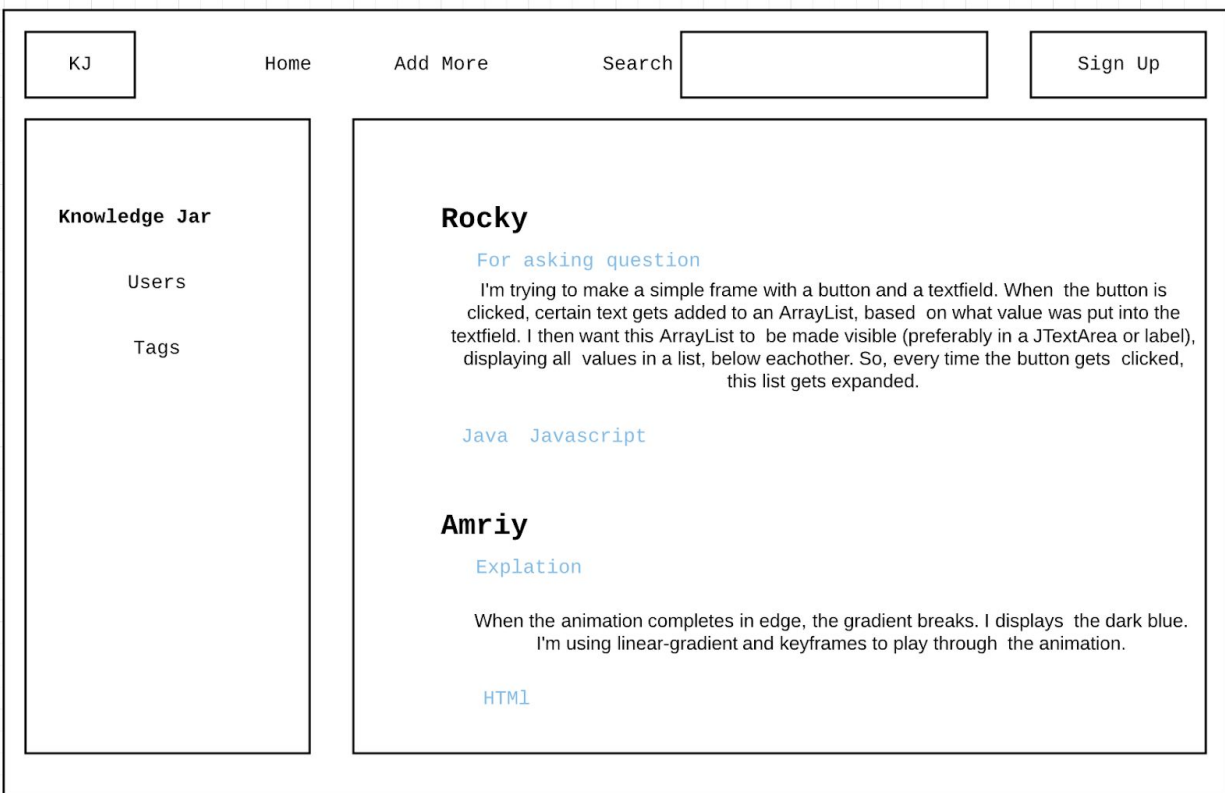 KJ
Home
Add More
Search
Sign Up
Knowledge Jar
Users
Tags
Rocky
For asking question
I'm trying to make a simple frame with a button and a textfield. When the button is
clicked, certain text gets added to an ArrayList, based on what value was put into the
textfield. I then want this ArrayList to be made visible (preferably in a JTextArea or label),
displaying all values in a list, below eachother. So, every time the button gets clicked,
this list gets expanded.
Java Javascript
Amriy
Explation
When the animation completes in edge, the gradient breaks. I displays the dark blue.
I'm using linear-gradient and keyframes to play through the animation.
HTMl